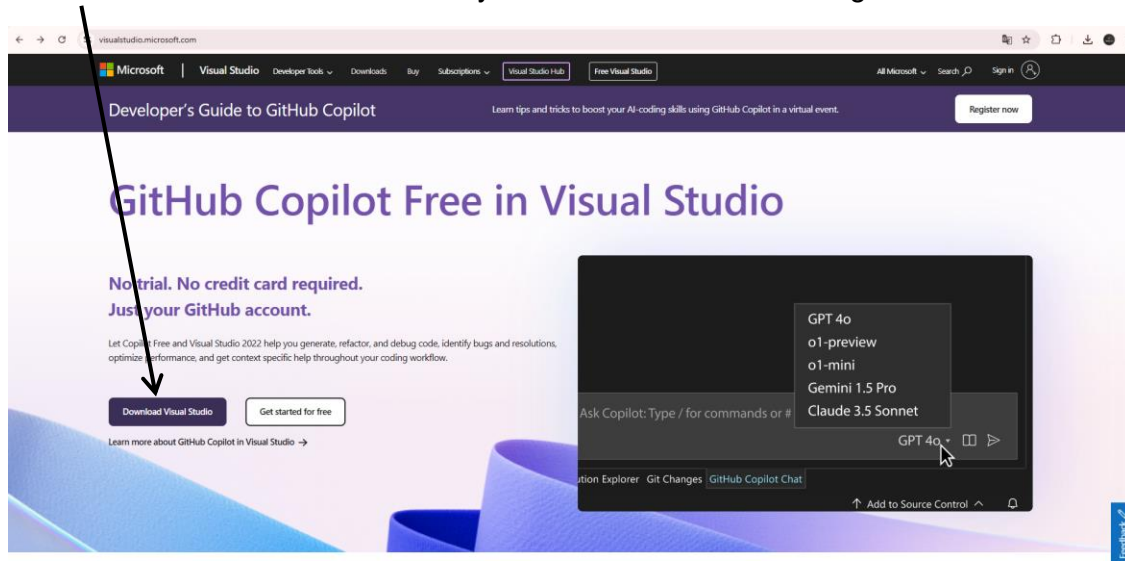 visualstudio.microsoft.com
Microsoft | Visual Studio Developer Tools Downloads Buy Subscriptions Visual Studio Hub Free Visual Studio All Microsoft Search Sign in
Developer's Guide to GitHub Copilot Learn tips and tricks to boost your AI-coding skills using GitHub Copilot in a virtual event. Register now
GitHub Copilot Free in Visual Studio
No trial. No credit card required.
Just your GitHub account.
Let Copilot Free and Visual Studio 2022 help you generate, refactor, and debug code, identify bugs and resolutions,
optimize performance, and get context specific help throughout your coding workflow.
Download Visual Studio Get started for free
Learn more about GitHub Copilot in Visual Studio →
GPT 4o
o1-preview
o1-mini
Gemini 1.5 Pro
Claude 3.5 Sonnet
Ask Copilot: Type / for commands or #
GPT 4o
ution Explorer Git Changes GitHub Copilot Chat
↑ Add to Source Control
Feedback